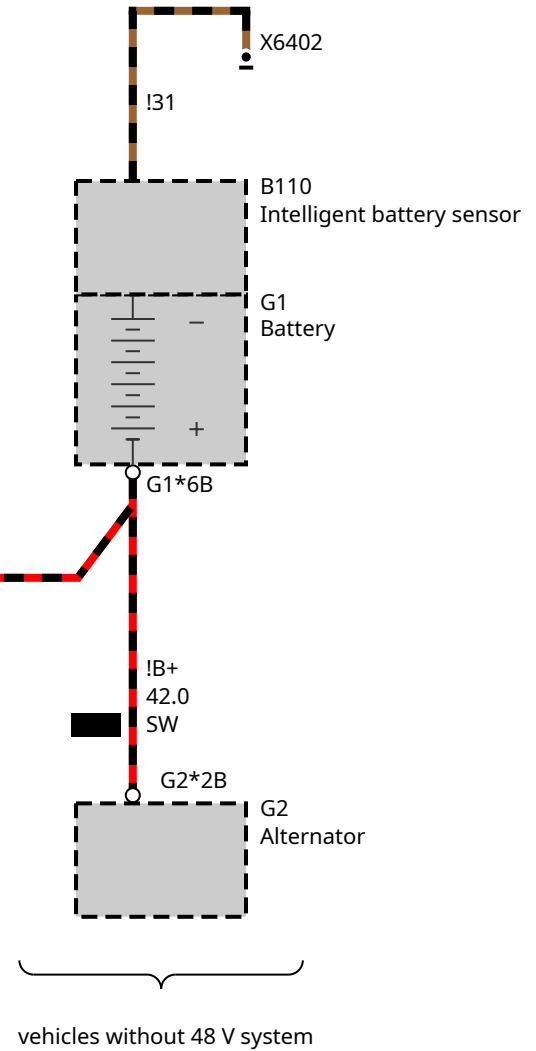 X6402
!31
B110
Intelligent battery sensor
G1
Battery
−
+
G1*6B
!B+
42.0
SW
G2*2B
G2
Alternator
vehicles without 48 V system